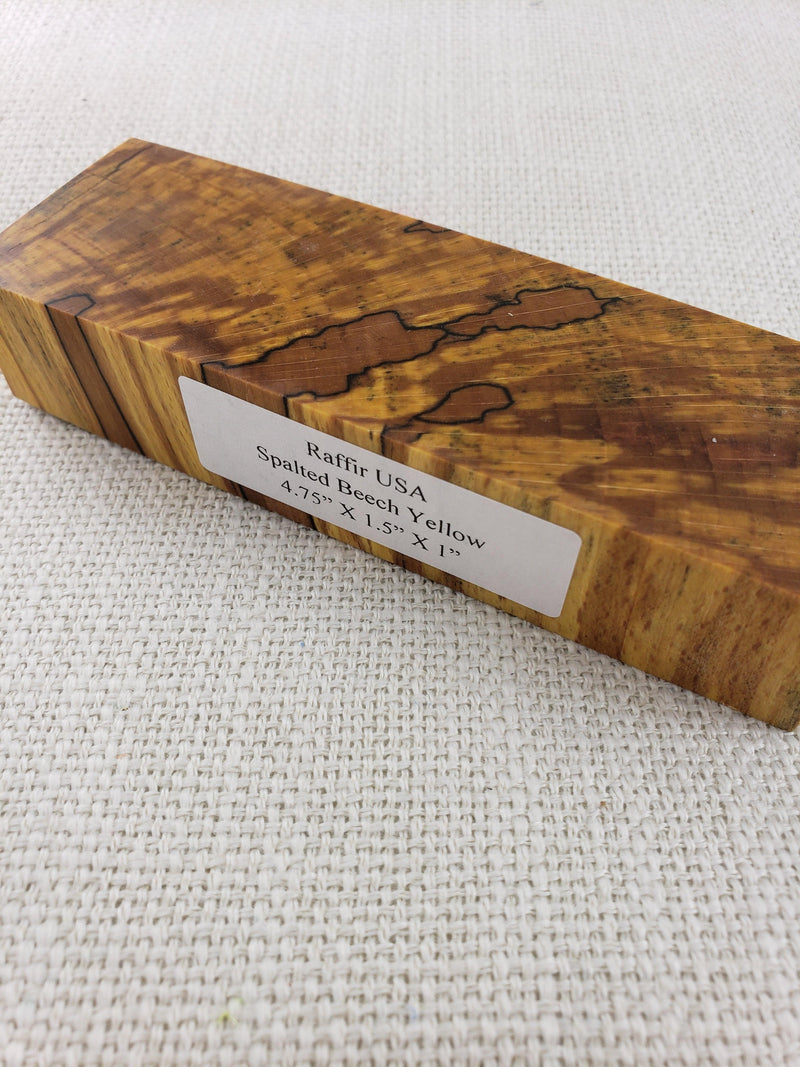 Raffir USA
Spalted Beech Yellow
4.75” X 1.5” X 1”